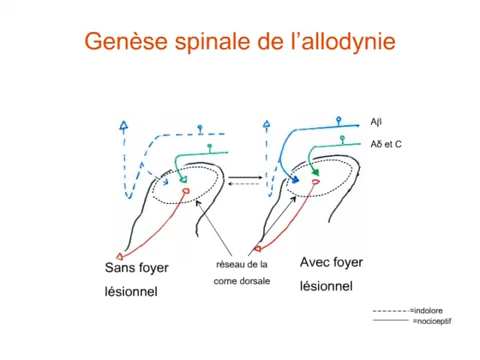 Genèse spinale de l'allodynie
Aβ
Aδ et C
Sans foyer
lésionnel
réseau de la
corne dorsale
Avec foyer
lésionnel
=indolore
=nociceptif